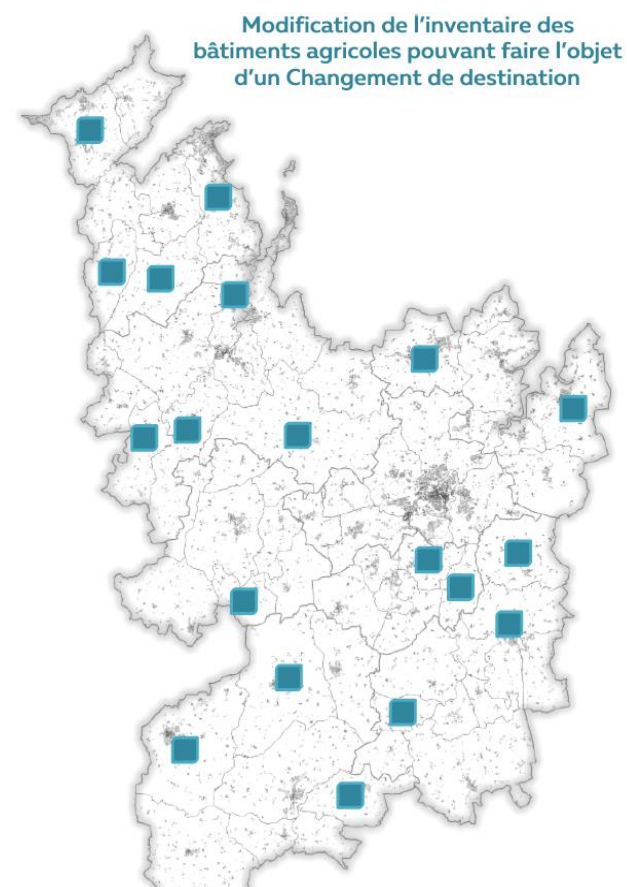 Modification de l'inventaire des
bâtiments agricoles pouvant faire l'objet
d'un Changement de destination